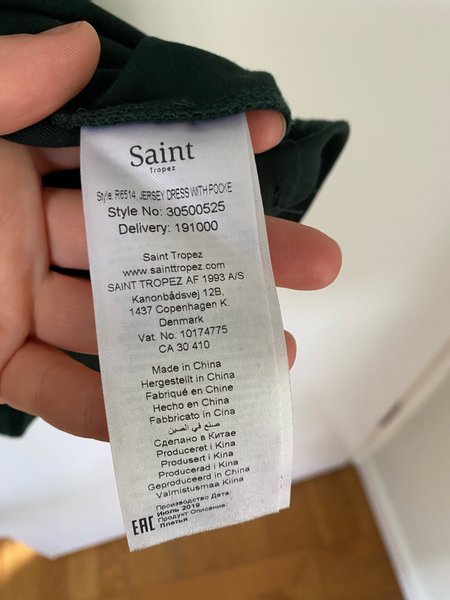 Saint
Tropez
Style: R6514, JERSEY DRESS WITH POCKE
Style No: 30500525
Delivery: 191000
Saint Tropez
www.sainttropez.com
SAINT TROPEZ AF 1993 A/S
Kanonbådsvej 12B,
1437 Copenhagen K.
Denmark
Vat. No. 10174775
CA 30 410
Made in China
Hergestellt in China
Fabriqué en Chine
Hecho en China
Fabbricato in Cina
صنع في الصين
Сделано в Китае
Produceret i Kina
Produsert i Kina
Producerad i Kina
Geproduceerd in China
Valmistusmaa Kiina
Производство Дата:
Июль 2019
Продукт Описание:
Платья
EAC